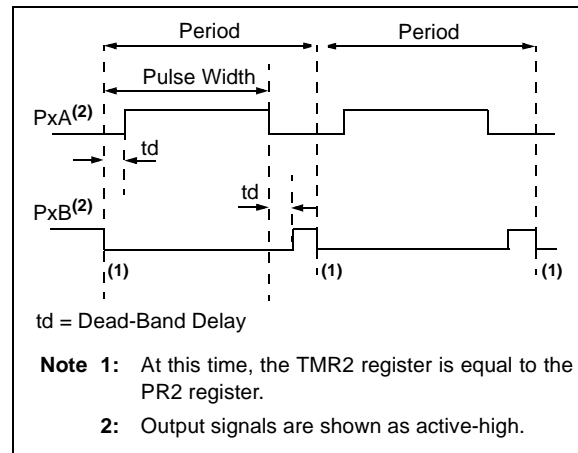 Period Period
Pulse Width
PxA(2)
td
td
PxB(2)
(1) (1) (1)
td = Dead-Band Delay
Note 1: At this time, the TMR2 register is equal to the
PR2 register.
2: Output signals are shown as active-high.